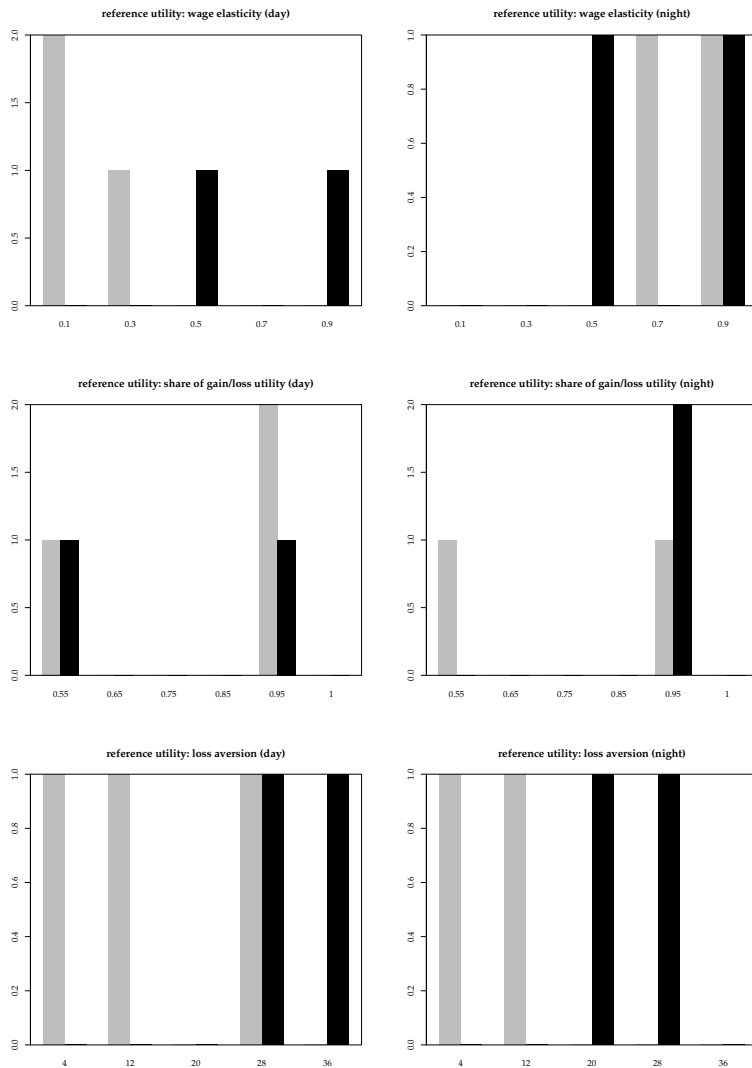 reference utility: wage elasticity (day)
2.0
1.5
1.0
0.5
0.0
0.1 0.3 0.5 0.7 0.9
reference utility: wage elasticity (night)
1.0
0.8
0.6
0.4
0.2
0.0
0.1 0.3 0.5 0.7 0.9
reference utility: share of gain/loss utility (day)
2.0
1.5
1.0
0.5
0.0
0.55 0.65 0.75 0.85 0.95 1
reference utility: share of gain/loss utility (night)
2.0
1.5
1.0
0.5
0.0
0.55 0.65 0.75 0.85 0.95 1
reference utility: loss aversion (day)
1.0
0.8
0.6
0.4
0.2
0.0
4 12 20 28 36
reference utility: loss aversion (night)
1.0
0.8
0.6
0.4
0.2
0.0
4 12 20 28 36